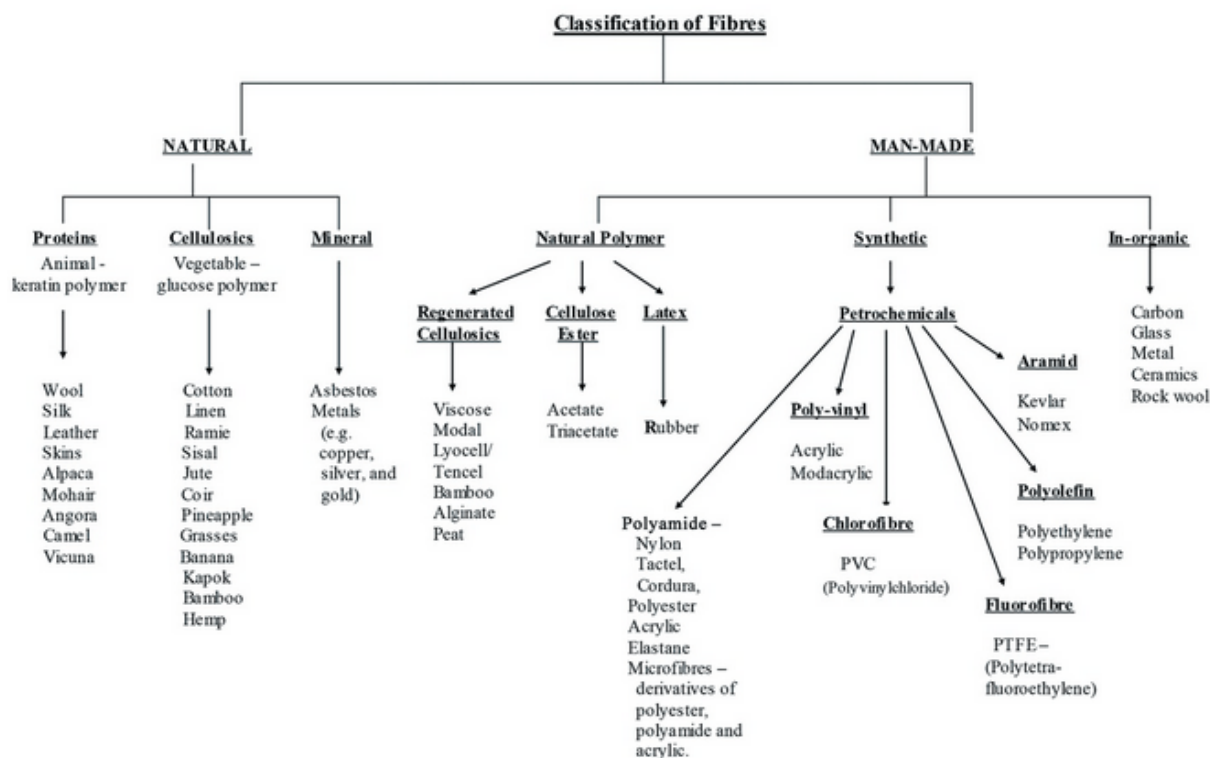 Classification of Fibres
NATURAL
MAN-MADE
Proteins
Animal -
keratin polymer
Wool
Silk
Leather
Skins
Alpaca
Mohair
Angora
Camel
Vicuna
Cellulosics
Vegetable –
glucose polymer
Cotton
Linen
Ramie
Sisal
Jute
Coir
Pineapple
Grasses
Banana
Kapok
Bamboo
Hemp
Mineral
Asbestos
Metals
(e.g.
copper,
silver, and
gold)
Natural Polymer
Regenerated
Cellulosics
Viscose
Modal
Lyocell/
Tencel
Bamboo
Alginate
Peat
Cellulose
Ester
Acetate
Triacetate
Latex
Rubber
Synthetic
Petrochemicals
Polyamide –
Nylon
Tactel,
Cordura,
Polyester
Acrylic
Elastane
Microfibres –
derivatives of
polyester,
polyamide and
acrylic.
Poly-vinyl
Acrylic
Modacrylic
Chlorofibre
PVC
(Polyvinylchloride)
Fluorofibre
PTFE –
(Polytetra-
fluoroethylene)
Polyolefin
Polyethylene
Polypropylene
Aramid
Kevlar
Nomex
In-organic
Carbon
Glass
Metal
Ceramics
Rock wool